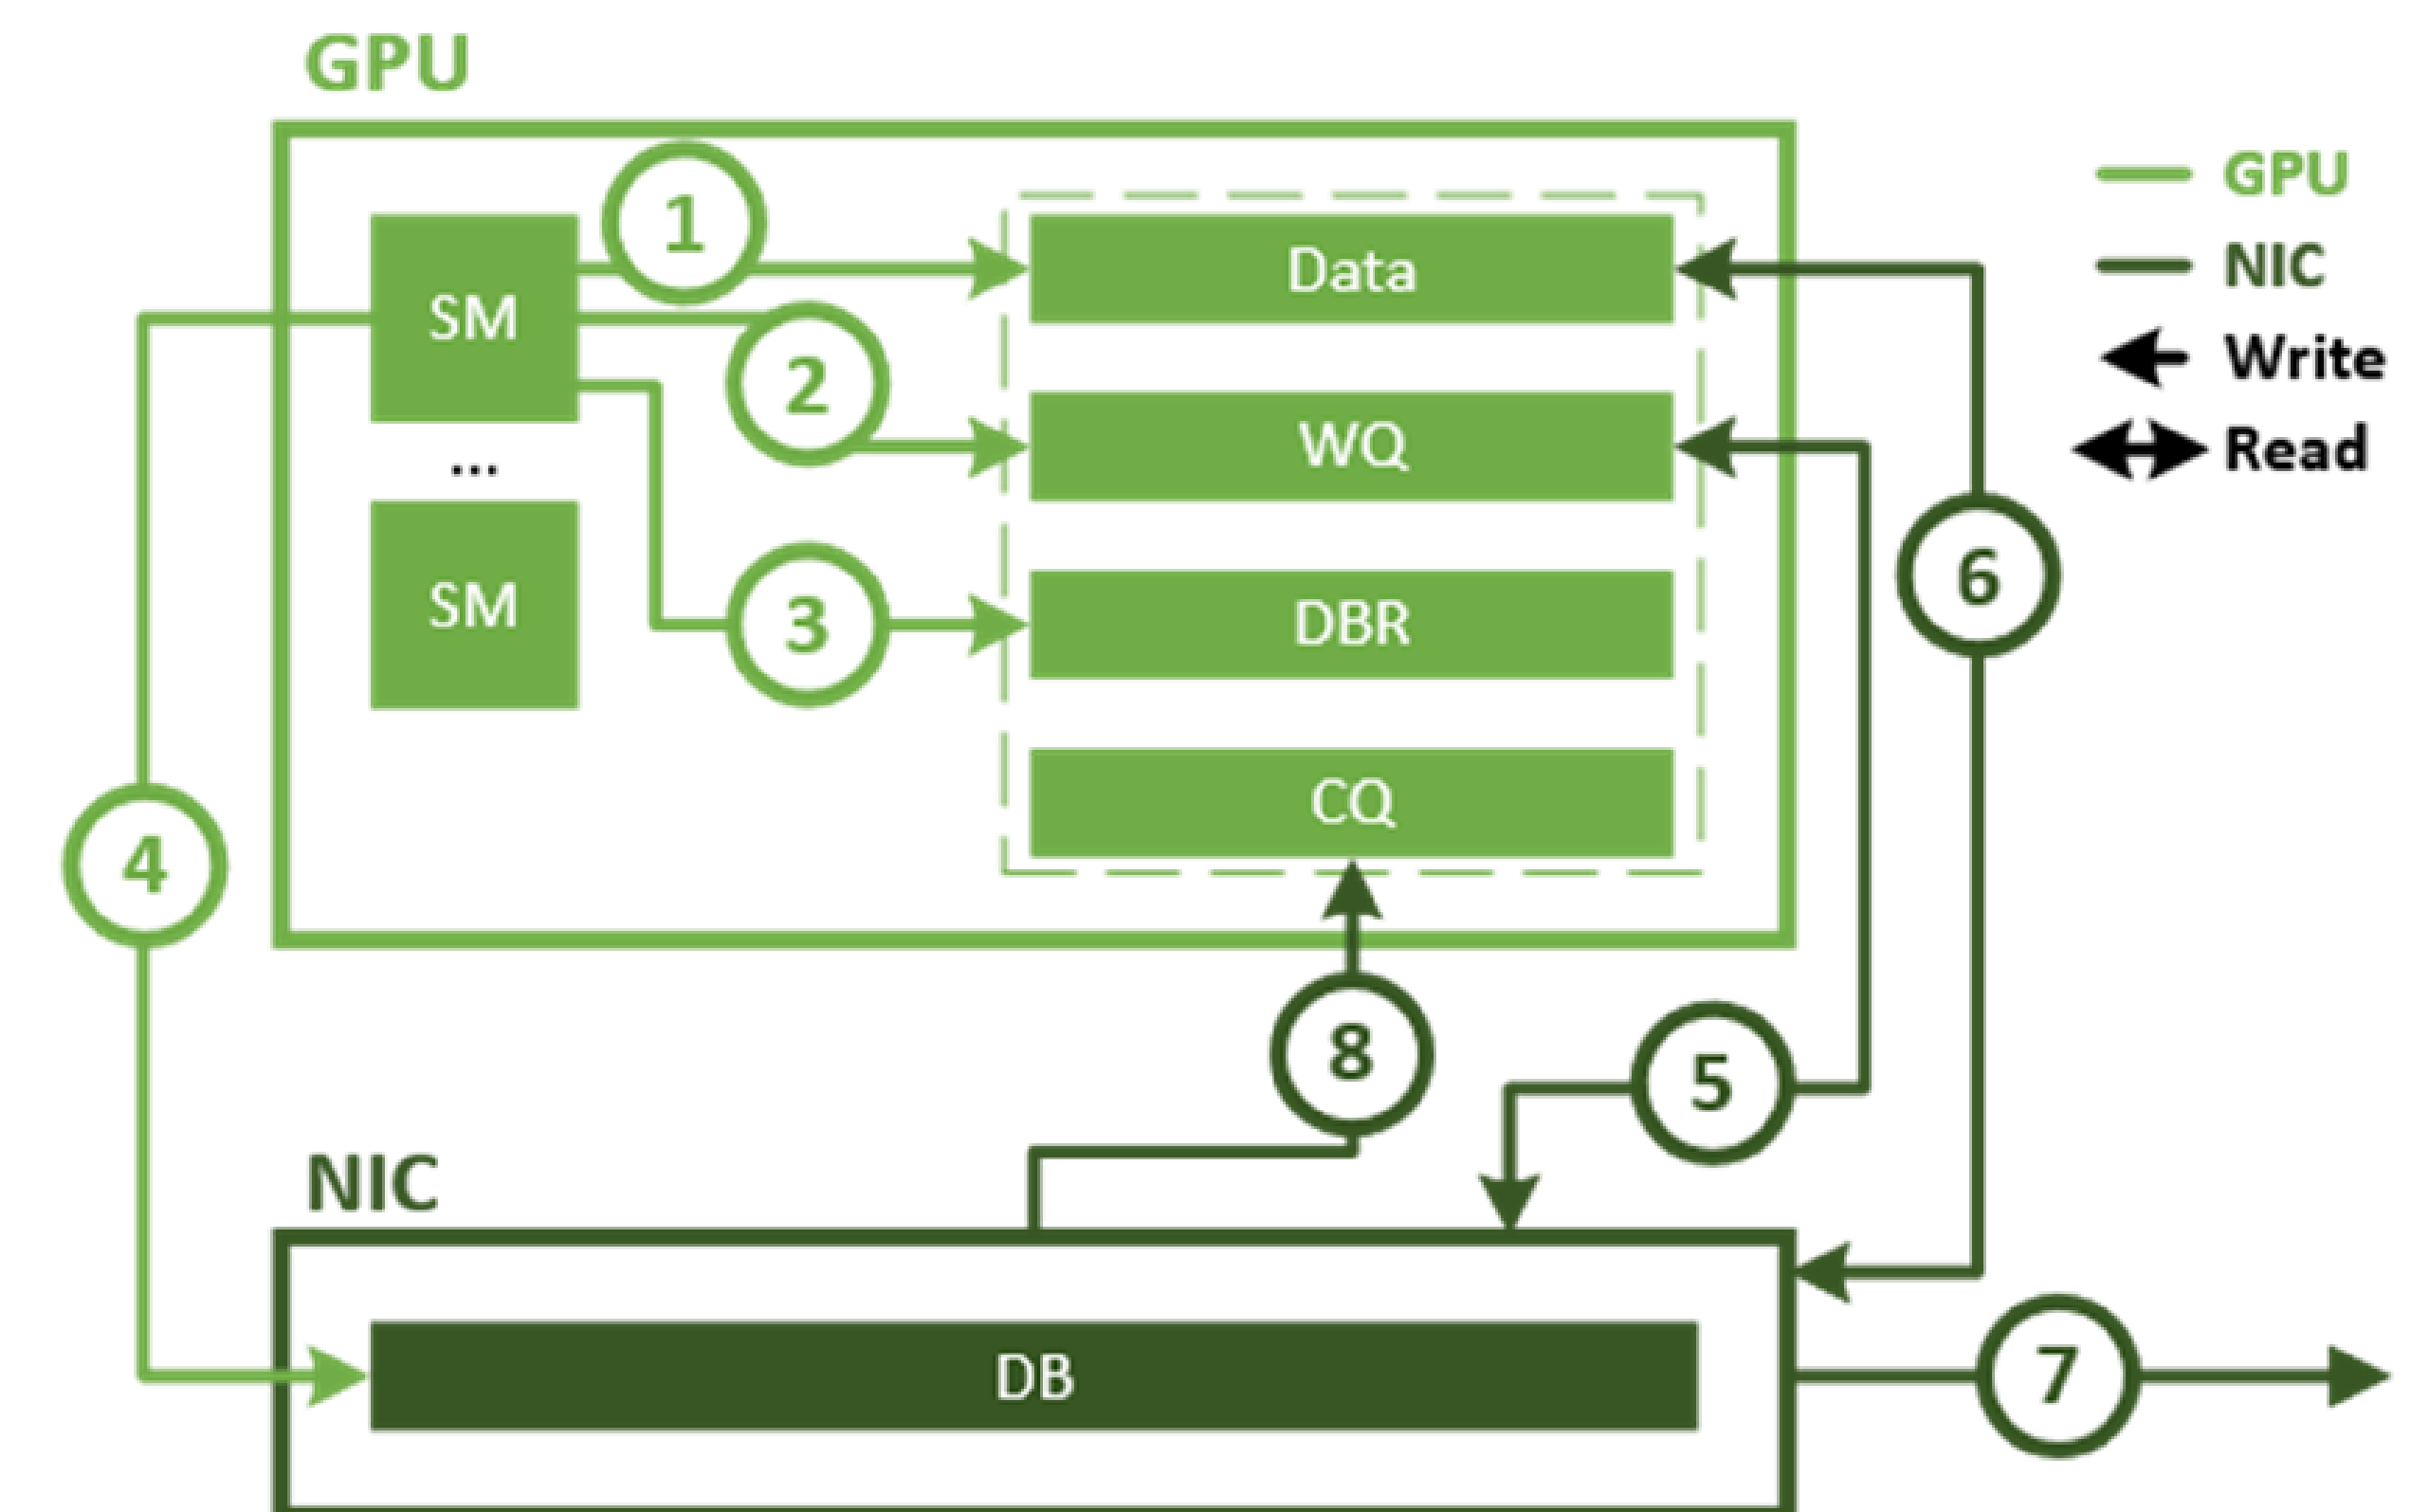 GPU
1
Data
SM
2
WQ
...
SM
3
DBR
CQ
4
8
5
6
NIC
DB
7
GPU
NIC
Write
Read